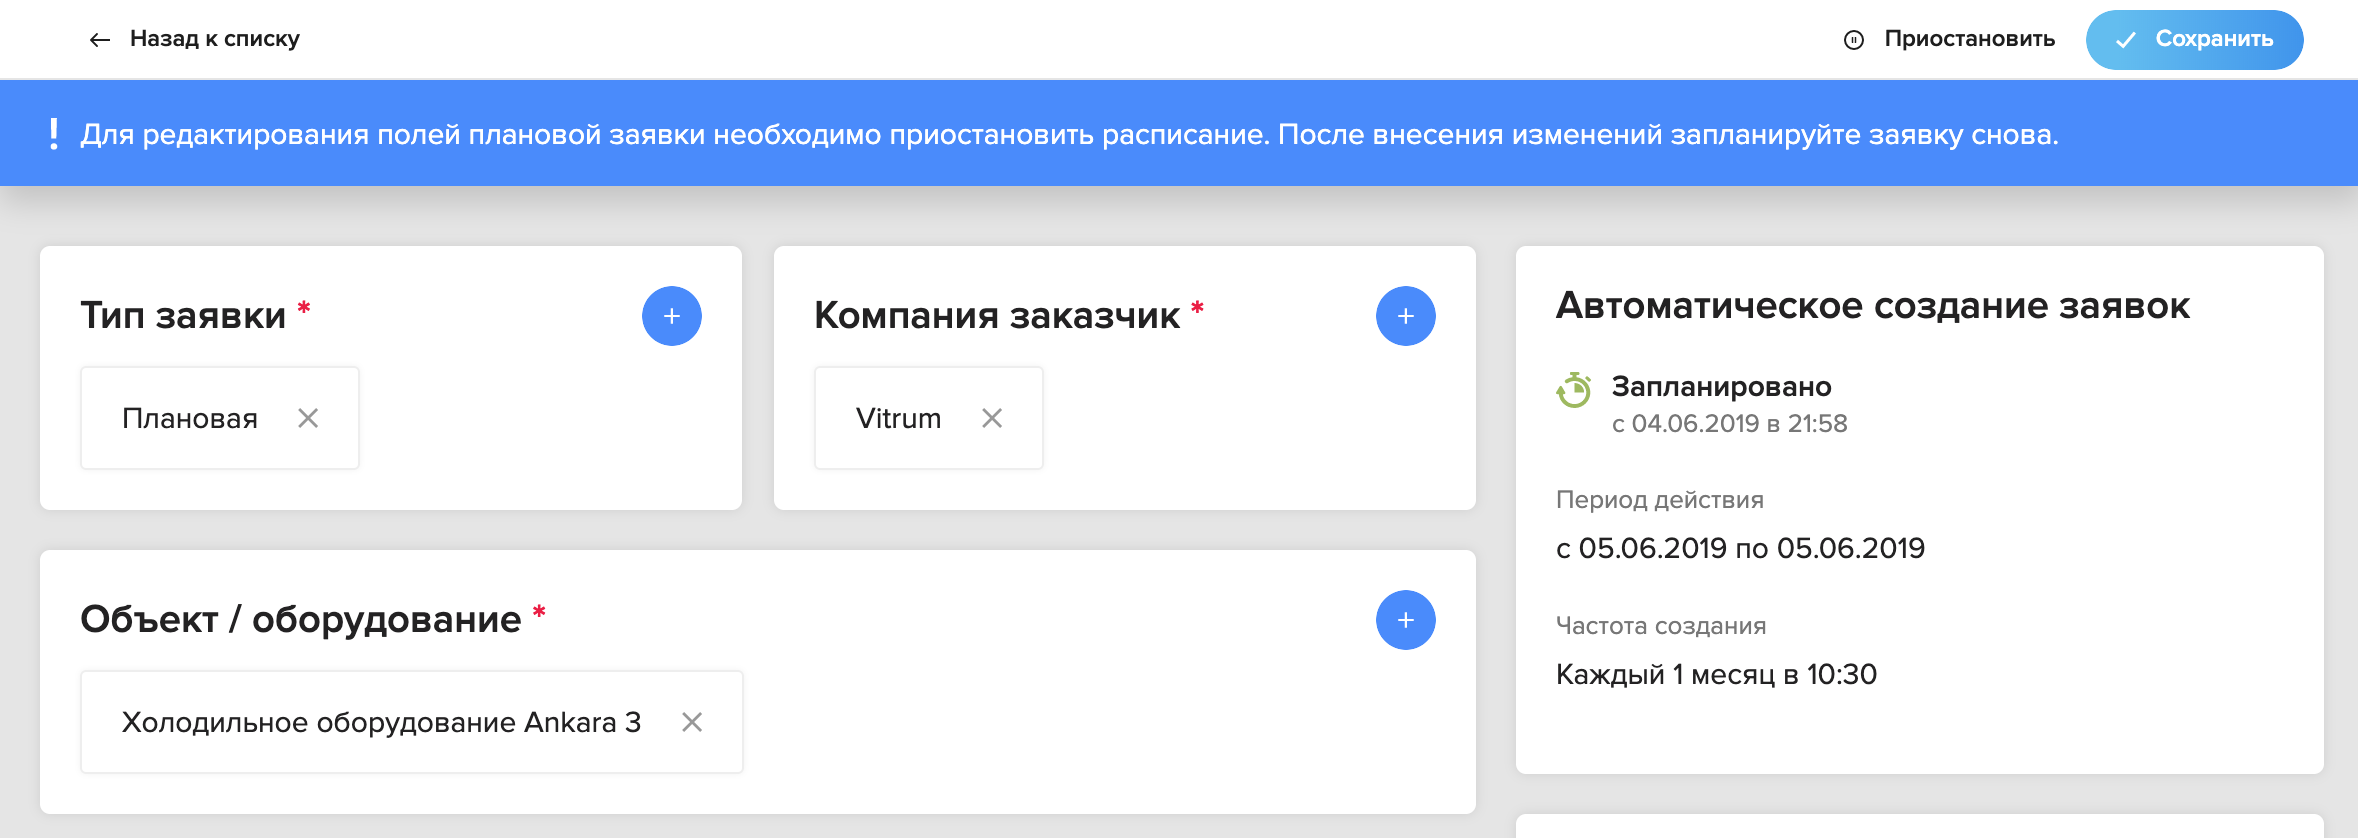 Назад к списку
Приостановить
Сохранить
! Для редактирования полей плановой заявки необходимо приостановить расписание. После внесения изменений запланируйте заявку снова.
Тип заявки *
Плановая
Компания заказчик *
Vitrum
Объект / оборудование *
Холодильное оборудование Ankara 3
Автоматическое создание заявок
Запланировано
с 04.06.2019 в 21:58
Период действия
с 05.06.2019 по 05.06.2019
Частота создания
Каждый 1 месяц в 10:30